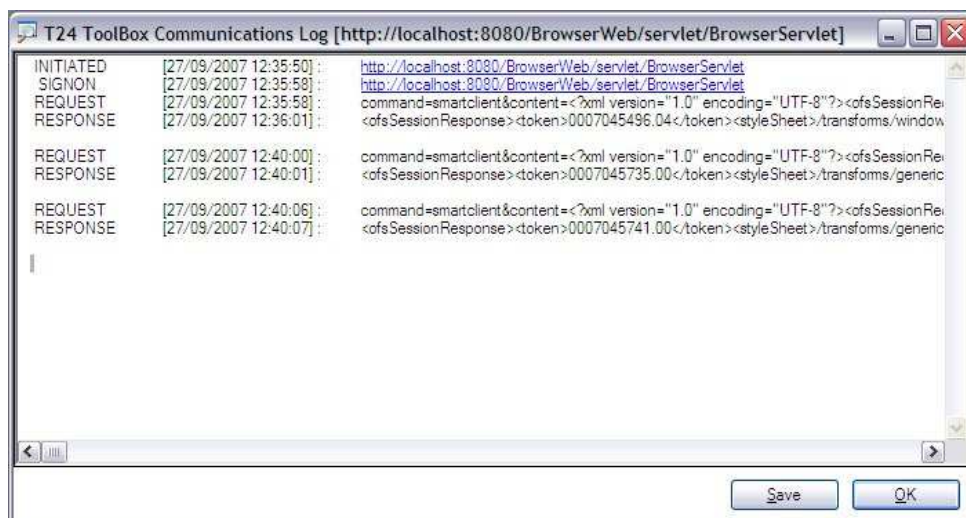 T24 ToolBox Communications Log [http://localhost:8080/BrowserWeb/servlet/BrowserServlet]
INITIATED [27/09/2007 12:35:50] : http://localhost:8080/BrowserWeb/servlet/BrowserServlet
SIGNON [27/09/2007 12:35:58] : http://localhost:8080/BrowserWeb/servlet/BrowserServlet
REQUEST [27/09/2007 12:35:58] : command=smartclient&content=<?xml version="1.0" encoding="UTF-8"?><ofsSessionRe
RESPONSE [27/09/2007 12:36:01] : <ofsSessionResponse><token>0007045496.04</token><styleSheet>/transforms/window
REQUEST [27/09/2007 12:40:00] : command=smartclient&content=<?xml version="1.0" encoding="UTF-8"?><ofsSessionRe
RESPONSE [27/09/2007 12:40:01] : <ofsSessionResponse><token>0007045735.00</token><styleSheet>/transforms/generic
REQUEST [27/09/2007 12:40:06] : command=smartclient&content=<?xml version="1.0" encoding="UTF-8"?><ofsSessionRe
RESPONSE [27/09/2007 12:40:07] : <ofsSessionResponse><token>0007045741.00</token><styleSheet>/transforms/generic
Save OK